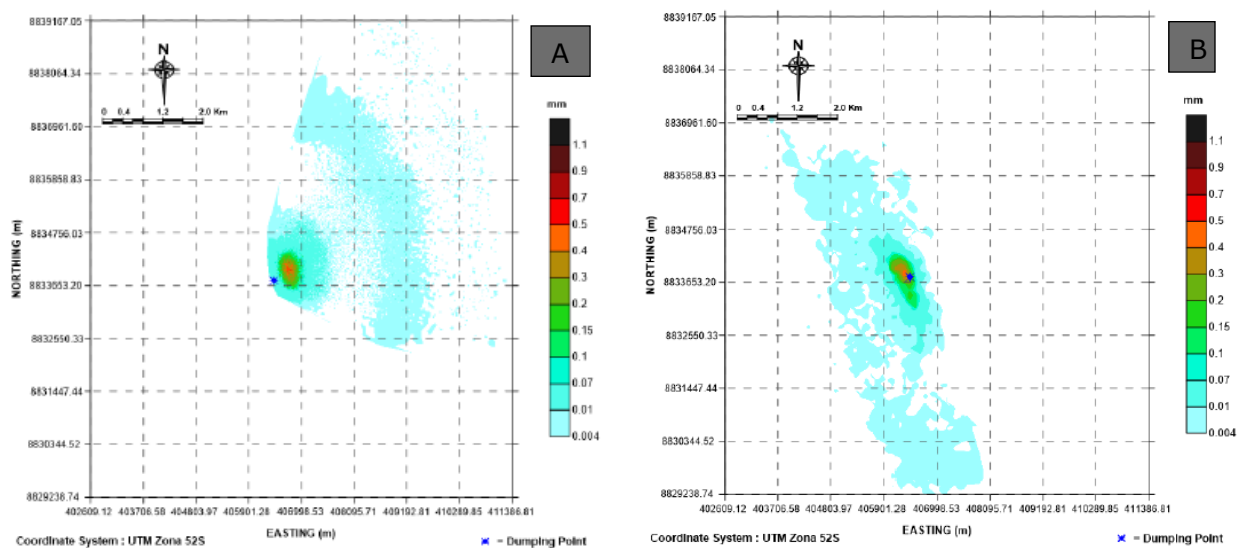 A
N
0 0.4 1.2 2.0 Km
8839167.05
8838064.34
8836961.60
8835858.83
8834756.03
8833653.20
8832550.33
8831447.44
8830344.52
8829238.74
NORTHING (m)
402609.12 403706.58 404803.97 405901.28 406998.53 408095.71 409192.81 410289.85 411386.81
EASTING (m)
mm
1.1
0.9
0.7
0.5
0.4
0.3
0.2
0.15
0.1
0.07
0.01
0.004
Coordinate System : UTM Zona 52S
= Dumping Point
B
N
0 0.4 1.2 2.0 Km
8839167.05
8838064.34
8836961.60
8835858.83
8834756.03
8833653.20
8832550.33
8831447.44
8830344.52
8829238.74
NORTHING (m)
402609.12 403706.58 404803.97 405901.28 406998.53 408095.71 409192.81 410289.85 411386.81
EASTING (m)
mm
1.1
0.9
0.7
0.5
0.4
0.3
0.2
0.15
0.1
0.07
0.01
0.004
Coordinate System : UTM Zona 52S
= Dumping Point